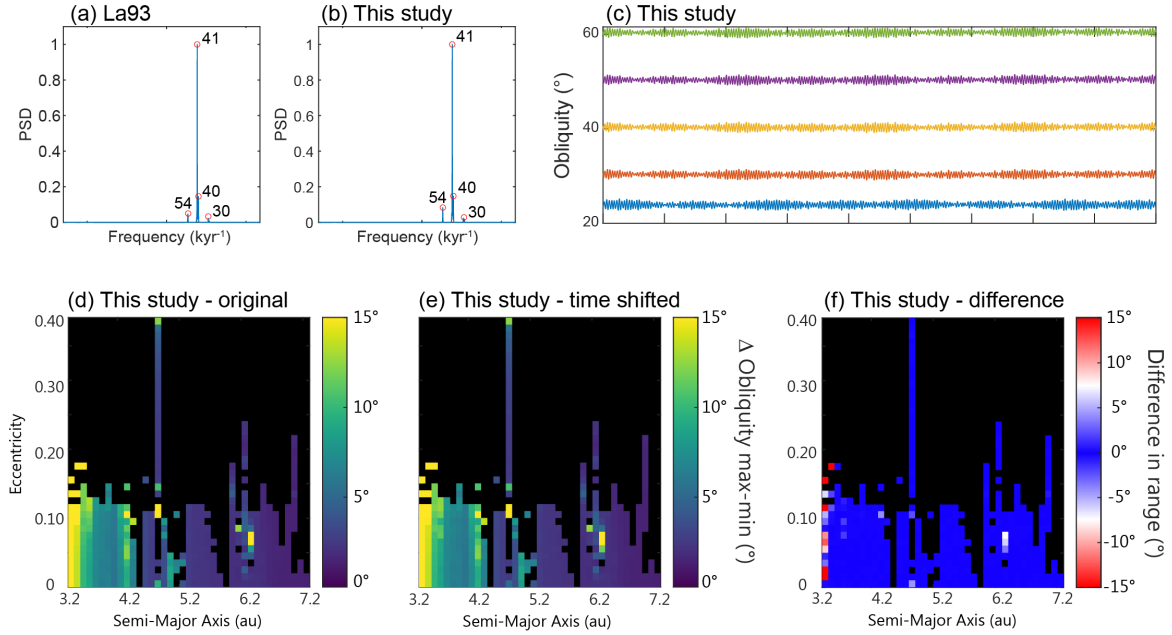 (a) La93
(b) This study
(c) This study
1
0.8
0.6
0.4
0.2
0
PSD
41
40
54
30
Frequency (kyr-1)
1
0.8
0.6
0.4
0.2
0
PSD
41
40
54
30
Frequency (kyr-1)
60
40
20
Obliquity (°)
(d) This study - original
(e) This study - time shifted
(f) This study - difference
0.40
0.30
0.20
0.10
0
Eccentricity
3.2 4.2 5.2 6.2 7.2
Semi-Major Axis (au)
15°
10°
5°
0°
3.2 4.2 5.2 6.2 7.2
Semi-Major Axis (au)
15°
10°
5°
0°
Δ Obliquity max-min (°)
0.40
0.30
0.20
0.10
0
3.2 4.2 5.2 6.2 7.2
Semi-Major Axis (au)
15°
10°
5°
0°
-5°
-10°
-15°
Difference in range (°)